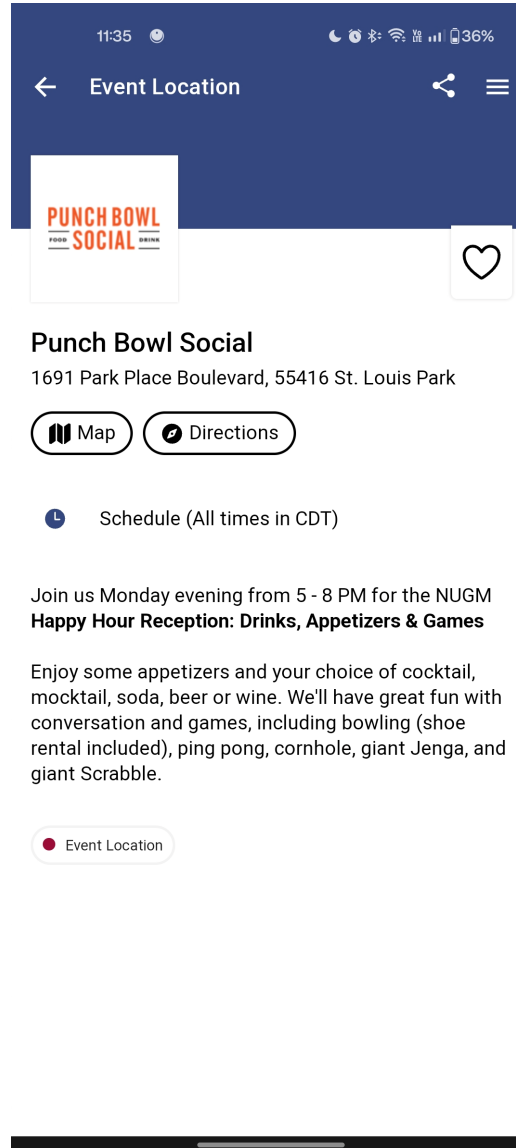 11:35
36%
Event Location
PUNCH BOWL
FOOD SOCIAL DRINK
Punch Bowl Social
1691 Park Place Boulevard, 55416 St. Louis Park
Map Directions
Schedule (All times in CDT)
Join us Monday evening from 5 - 8 PM for the NUGM
Happy Hour Reception: Drinks, Appetizers & Games
Enjoy some appetizers and your choice of cocktail,
mocktail, soda, beer or wine. We'll have great fun with
conversation and games, including bowling (shoe
rental included), ping pong, cornhole, giant Jenga, and
giant Scrabble.
Event Location